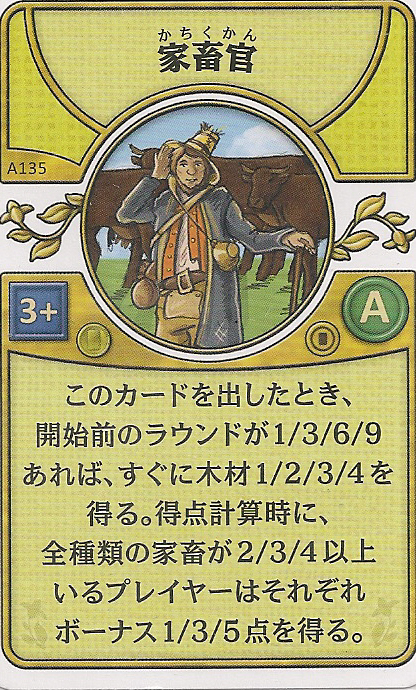 かちくかん
家畜官
A135
3+
A
このカードを出したとき、
開始前のラウンドが1/3/6/9
あれば、すぐに木材1/2/3/4を
得る。得点計算時に、
全種類の家畜が2/3/4以上
いるプレイヤーはそれぞれ
ボーナス1/3/5点を得る。